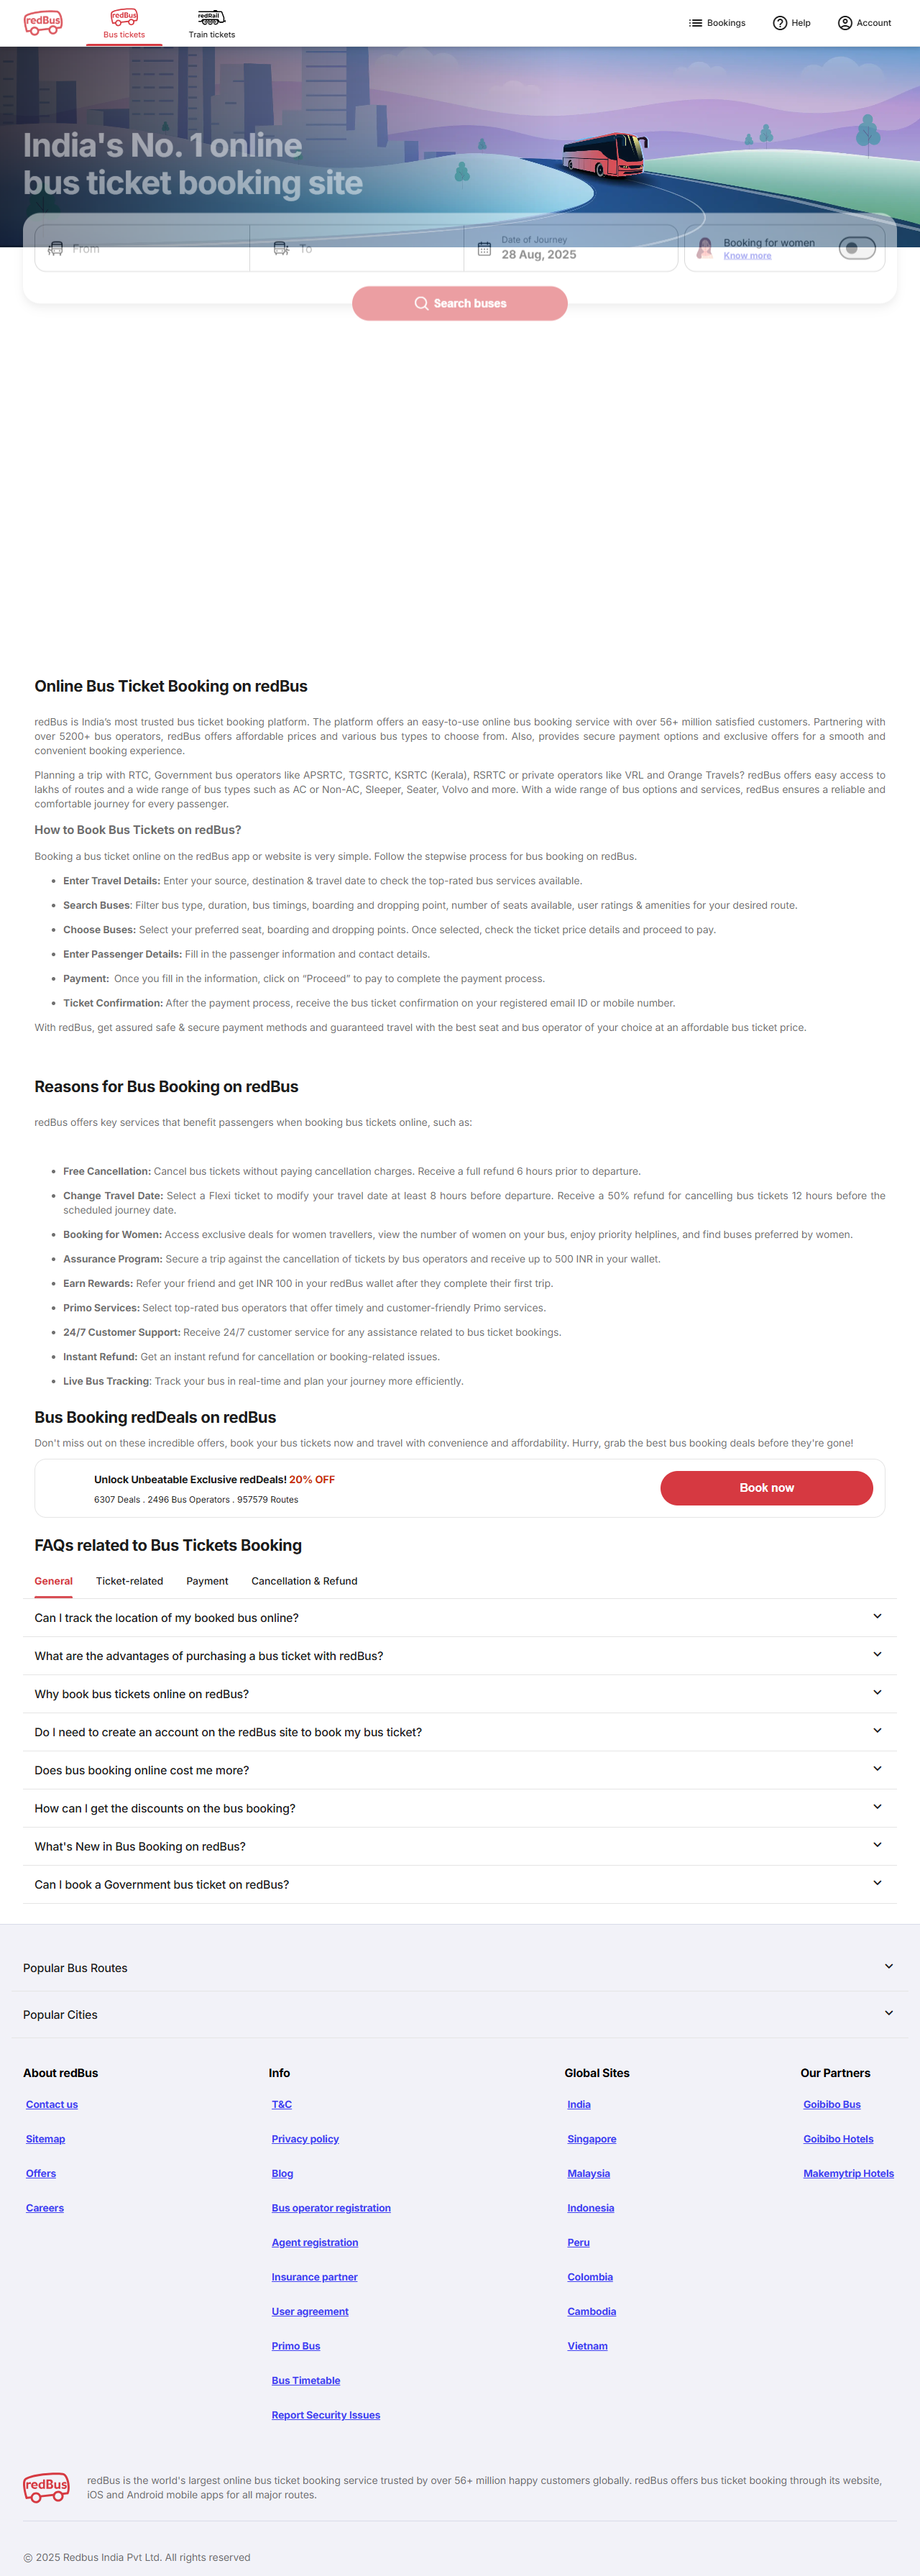 redBus
redBus
Bus tickets
redRail
Train tickets
Bookings
Help
Account
India's No. 1 online
bus ticket booking site
From
To
Date of Journey
28 Aug, 2025
Booking for women
Know more
Search buses
Online Bus Ticket Booking on redBus
redBus is India's most trusted bus ticket booking platform. The platform offers an easy-to-use online bus booking service with over 56+ million satisfied customers. Partnering with
over 5200+ bus operators, redBus offers affordable prices and various bus types to choose from. Also, provides secure payment options and exclusive offers for a smooth and
convenient booking experience.
Planning a trip with RTC, Government bus operators like APSRTC, TGSRTC, KSRTC (Kerala), RSRTC or private operators like VRL and Orange Travels? redBus offers easy access to
lakhs of routes and a wide range of bus types such as AC or Non-AC, Sleeper, Seater, Volvo and more. With a wide range of bus options and services, redBus ensures a reliable and
comfortable journey for every passenger.
How to Book Bus Tickets on redBus?
Booking a bus ticket online on the redBus app or website is very simple. Follow the stepwise process for bus booking on redBus.
• Enter Travel Details: Enter your source, destination & travel date to check the top-rated bus services available.
• Search Buses: Filter bus type, duration, bus timings, boarding and dropping point, number of seats available, user ratings & amenities for your desired route.
• Choose Buses: Select your preferred seat, boarding and dropping points. Once selected, check the ticket price details and proceed to pay.
• Enter Passenger Details: Fill in the passenger information and contact details.
• Payment:  Once you fill in the information, click on “Proceed” to pay to complete the payment process.
• Ticket Confirmation: After the payment process, receive the bus ticket confirmation on your registered email ID or mobile number.
With redBus, get assured safe & secure payment methods and guaranteed travel with the best seat and bus operator of your choice at an affordable bus ticket price.
Reasons for Bus Booking on redBus
redBus offers key services that benefit passengers when booking bus tickets online, such as:
• Free Cancellation: Cancel bus tickets without paying cancellation charges. Receive a full refund 6 hours prior to departure.
• Change Travel Date: Select a Flexi ticket to modify your travel date at least 8 hours before departure. Receive a 50% refund for cancelling bus tickets 12 hours before the
scheduled journey date.
• Booking for Women: Access exclusive deals for women travellers, view the number of women on your bus, enjoy priority helplines, and find buses preferred by women.
• Assurance Program: Secure a trip against the cancellation of tickets by bus operators and receive up to 500 INR in your wallet.
• Earn Rewards: Refer your friend and get INR 100 in your redBus wallet after they complete their first trip.
• Primo Services: Select top-rated bus operators that offer timely and customer-friendly Primo services.
• 24/7 Customer Support: Receive 24/7 customer service for any assistance related to bus ticket bookings.
• Instant Refund: Get an instant refund for cancellation or booking-related issues.
• Live Bus Tracking: Track your bus in real-time and plan your journey more efficiently.
Bus Booking redDeals on redBus
Don't miss out on these incredible offers, book your bus tickets now and travel with convenience and affordability. Hurry, grab the best bus booking deals before they're gone!
Unlock Unbeatable Exclusive redDeals! 20% OFF
6307 Deals . 2496 Bus Operators . 957579 Routes
Book now
FAQs related to Bus Tickets Booking
General
Ticket-related
Payment
Cancellation & Refund
Can I track the location of my booked bus online?
What are the advantages of purchasing a bus ticket with redBus?
Why book bus tickets online on redBus?
Do I need to create an account on the redBus site to book my bus ticket?
Does bus booking online cost me more?
How can I get the discounts on the bus booking?
What's New in Bus Booking on redBus?
Can I book a Government bus ticket on redBus?
Popular Bus Routes
Popular Cities
About redBus
Contact us
Sitemap
Offers
Careers
Info
T&C
Privacy policy
Blog
Bus operator registration
Agent registration
Insurance partner
User agreement
Primo Bus
Bus Timetable
Report Security Issues
Global Sites
India
Singapore
Malaysia
Indonesia
Peru
Colombia
Cambodia
Vietnam
Our Partners
Goibibo Bus
Goibibo Hotels
Makemytrip Hotels
redBus
redBus is the world's largest online bus ticket booking service trusted by over 56+ million happy customers globally. redBus offers bus ticket booking through its website,
iOS and Android mobile apps for all major routes.
© 2025 Redbus India Pvt Ltd. All rights reserved